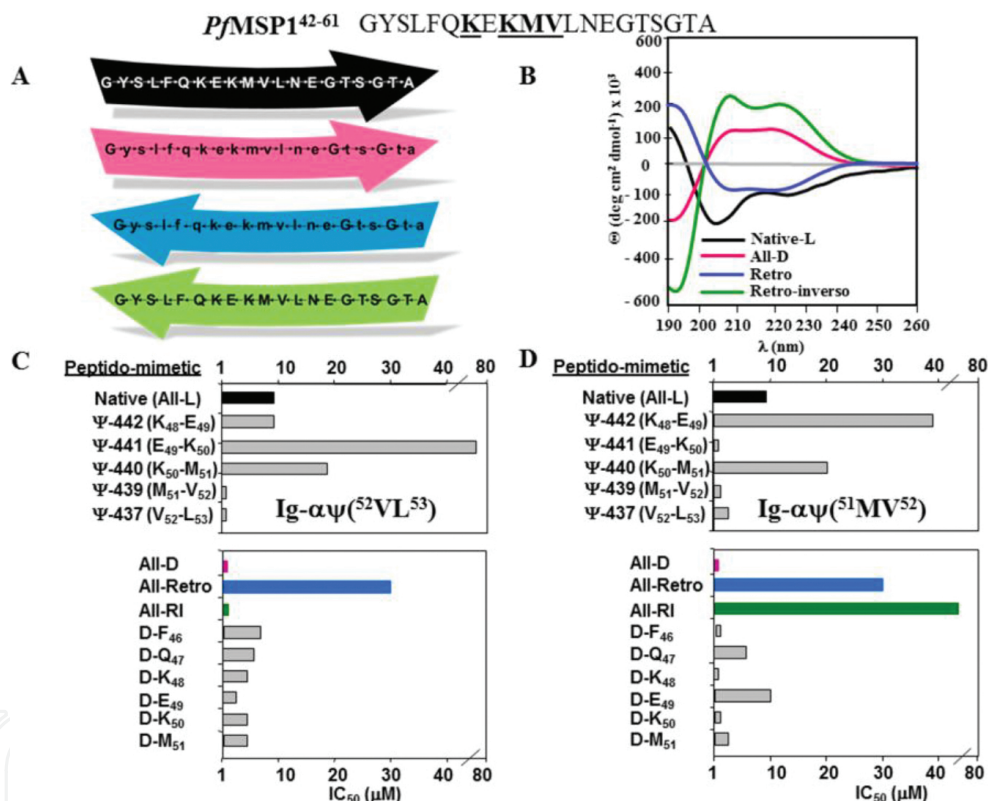 PfMSP1⁴²⁻⁶¹ GYSLFQKEKMVLNEGTSGTA
A
G-Y-S-L-F-Q-K-E-K-M-V-L-N-E-G-T-S-G-T-A
G-y-s-l-f-q-k-e-k-m-v-l-n-e-G-t-s-G-t-a
G-y-s-l-f-q-k-e-k-m-v-l-n-e-G-t-s-G-t-a
G-Y-S-L-F-Q-K-E-K-M-V-L-N-E-G-T-S-G-T-A
B
Θ (deg cm² dmol⁻¹) x 10³
600
400
200
0
- 100
- 200
- 400
- 600
Native-L
All-D
Retro
Retro-inverso
190 200 210 220 230 240 250 260
λ (nm)
C
Peptido-mimetic
1 10 20 30 40 80
Native (All-L)
Ψ-442 (K₄₈-E₄₉)
Ψ-441 (E₄₉-K₅₀)
Ψ-440 (K₅₀-M₅₁)
Ψ-439 (M₅₁-V₅₂)
Ψ-437 (V₅₂-L₅₃)
Ig-αψ(⁵²VL⁵³)
All-D
All-Retro
All-RI
D-F₄₆
D-Q₄₇
D-K₄₈
D-E₄₉
D-K₅₀
D-M₅₁
1 10 20 30 40 80
IC₅₀ (µM)
D
Peptido-mimetic
1 10 20 30 40 80
Native (All-L)
Ψ-442 (K₄₈-E₄₉)
Ψ-441 (E₄₉-K₅₀)
Ψ-440 (K₅₀-M₅₁)
Ψ-439 (M₅₁-V₅₂)
Ψ-437 (V₅₂-L₅₃)
Ig-αψ(⁵¹MV⁵²)
All-D
All-Retro
All-RI
D-F₄₆
D-Q₄₇
D-K₄₈
D-E₄₉
D-K₅₀
D-M₅₁
1 10 20 30 40 80
IC₅₀ (µM)